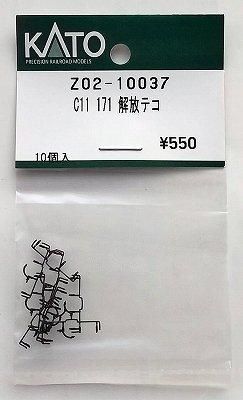 KATO
PRECISION RAILROAD MODELS
Z02-10037
C11 171 解放テコ
¥550
10個入